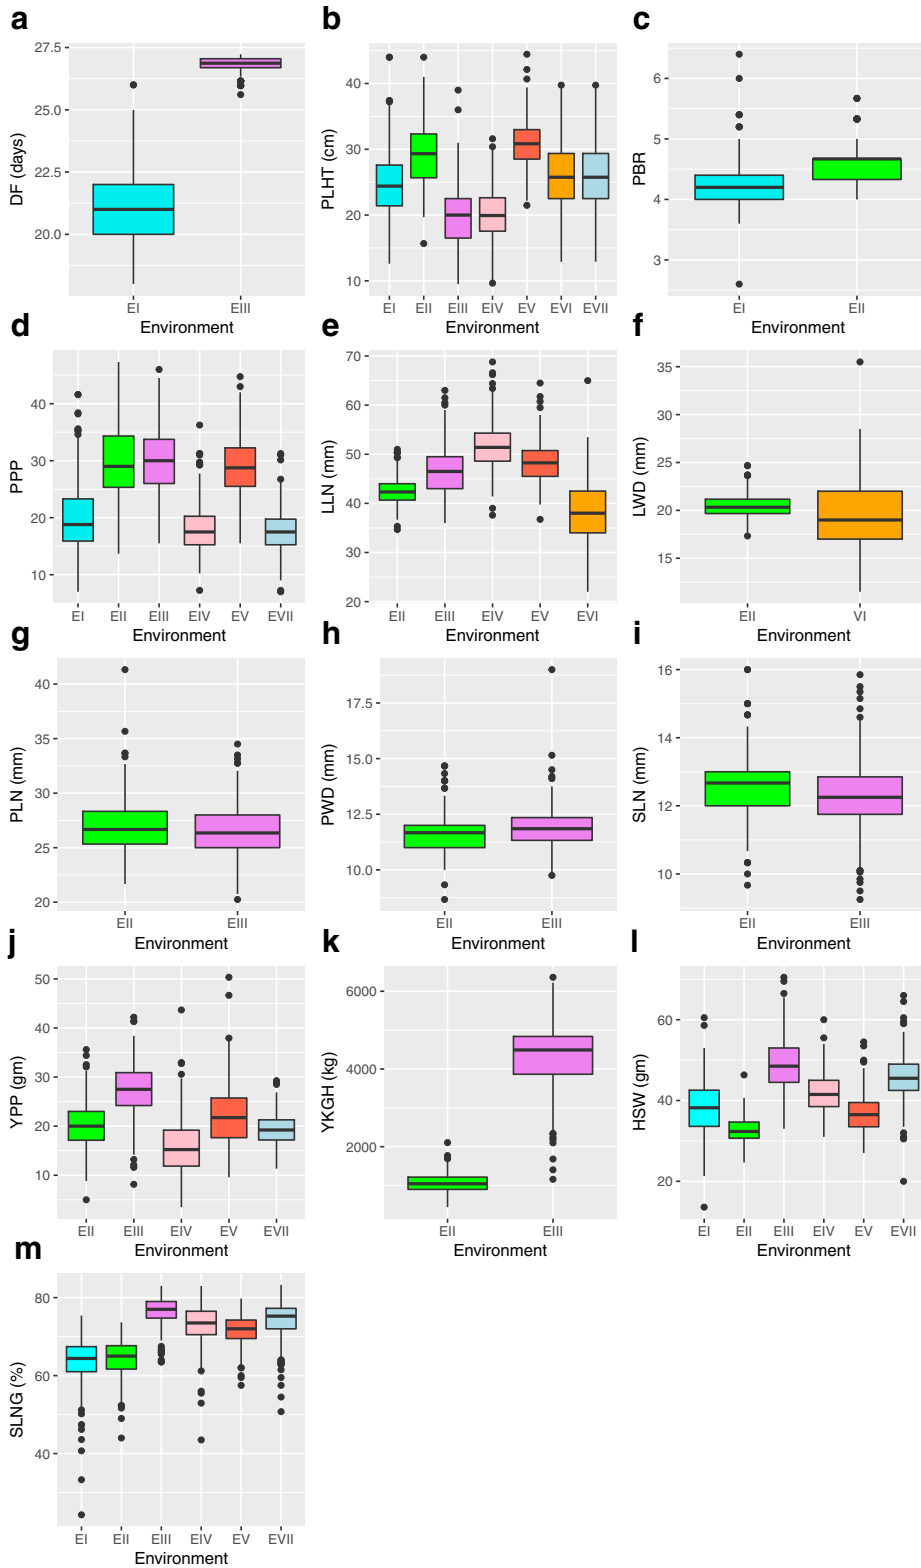 a
27.5
25.0
22.5
20.0
DF (days)
EI EIII
Environment
b
40
30
20
10
PLHT (cm)
EI EII EIII EIV EV EVI EVII
Environment
c
6
5
4
3
PBR
EI EII
Environment
d
40
30
20
10
PPP
EI EII EIII EIV EV EVII
Environment
e
70
60
50
40
30
20
LLN (mm)
EII EIII EIV EV EVI
Environment
f
35
30
25
20
15
LWD (mm)
EII VI
Environment
g
40
35
30
25
20
PLN (mm)
EII EIII
Environment
h
17.5
15.0
12.5
10.0
PWD (mm)
EII EIII
Environment
i
16
14
12
10
SLN (mm)
EII EIII
Environment
j
50
40
30
20
10
YPP (gm)
EII EIII EIV EV EVII
Environment
k
6000
4000
2000
YKGH (kg)
EII EIII
Environment
l
60
40
20
HSW (gm)
EI EII EIII EIV EV EVII
Environment
m
80
60
40
SLNG (%)
EI EII EIII EIV EV EVII
Environment